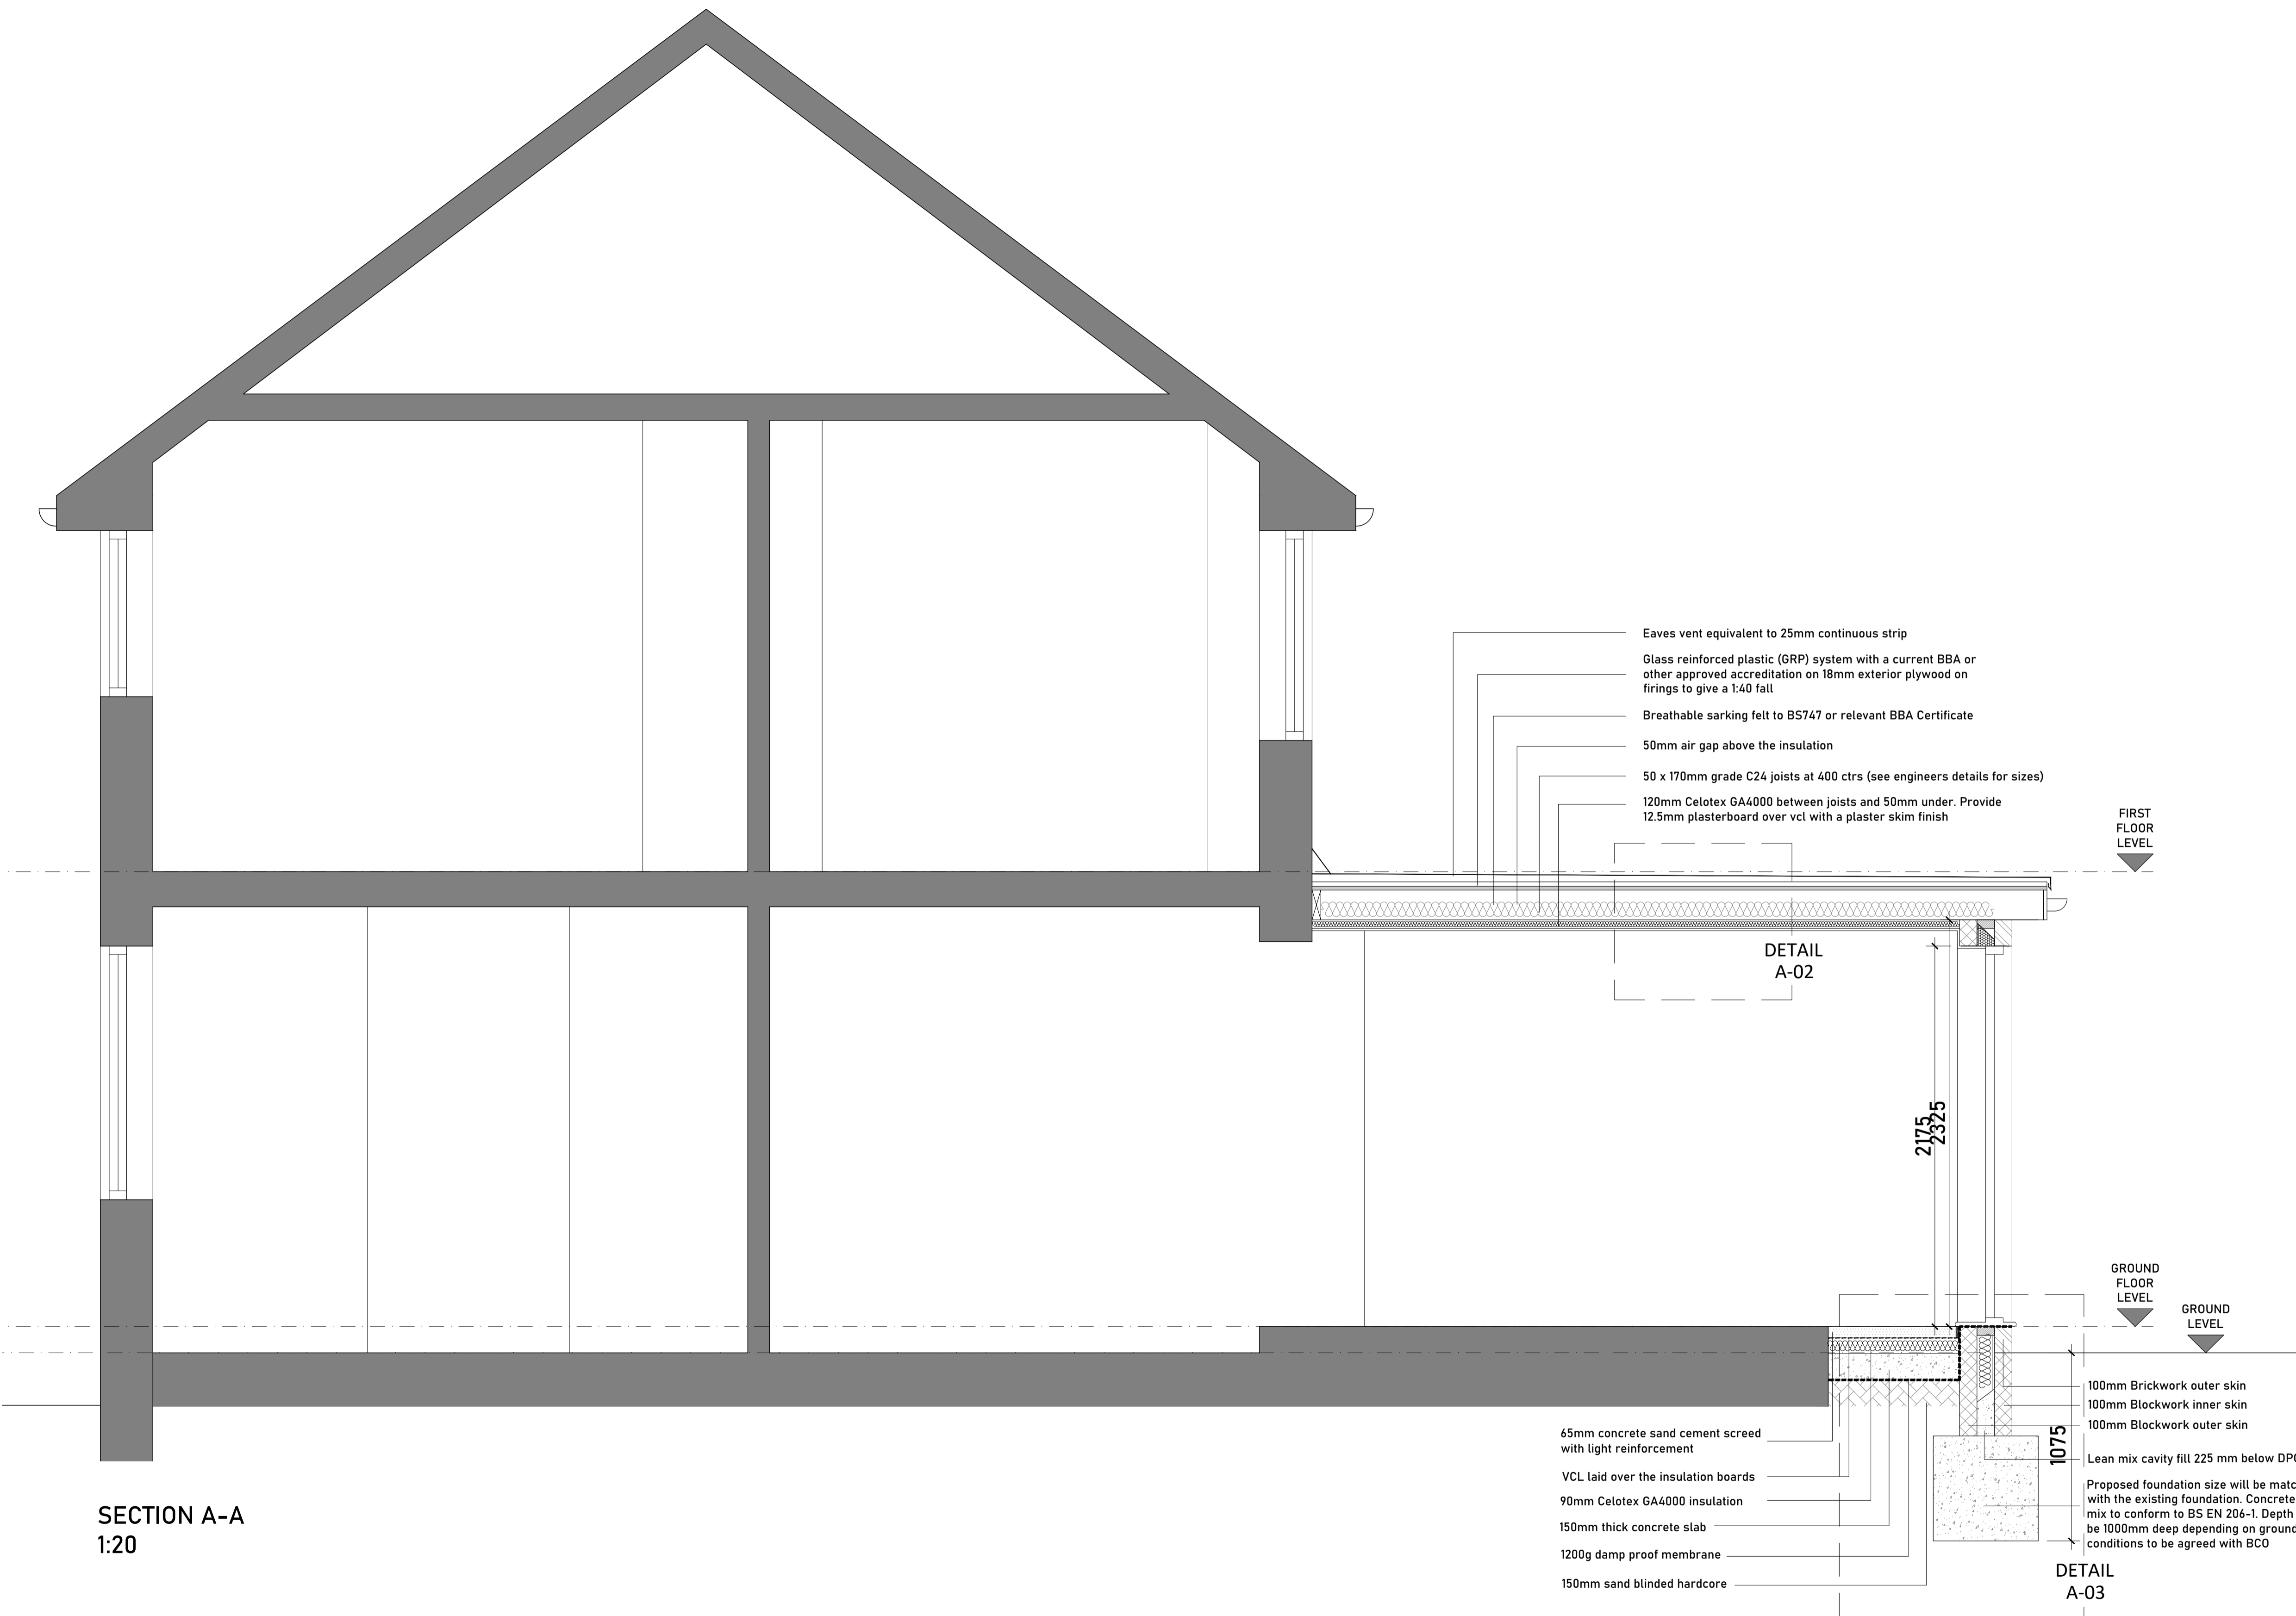 Eaves vent equivalent to 25mm continuous strip
Glass reinforced plastic (GRP) system with a current BBA or
other approved accreditation on 18mm exterior plywood on
firings to give a 1:40 fall
Breathable sarking felt to BS747 or relevant BBA Certificate
50mm air gap above the insulation
50 x 170mm grade C24 joists at 400 ctrs (see engineers details for sizes)
120mm Celotex GA4000 between joists and 50mm under. Provide
12.5mm plasterboard over vcl with a plaster skim finish
FIRST
FLOOR
LEVEL
DETAIL
A-02
2175
2325
GROUND
FLOOR
LEVEL
GROUND
LEVEL
100mm Brickwork outer skin
100mm Blockwork inner skin
100mm Blockwork outer skin
1075
Lean mix cavity fill 225 mm below
Proposed foundation size will be
with the existing foundation. Concrete
mix to conform to BS EN 206-1. Depth
be 1000mm deep depending on
conditions to be agreed with BCO
DETAIL
A-03
65mm concrete sand cement screed
with light reinforcement
VCL laid over the insulation boards
90mm Celotex GA4000 insulation
150mm thick concrete slab
1200g damp proof membrane
150mm sand blinded hardcore
SECTION A-A
1:20